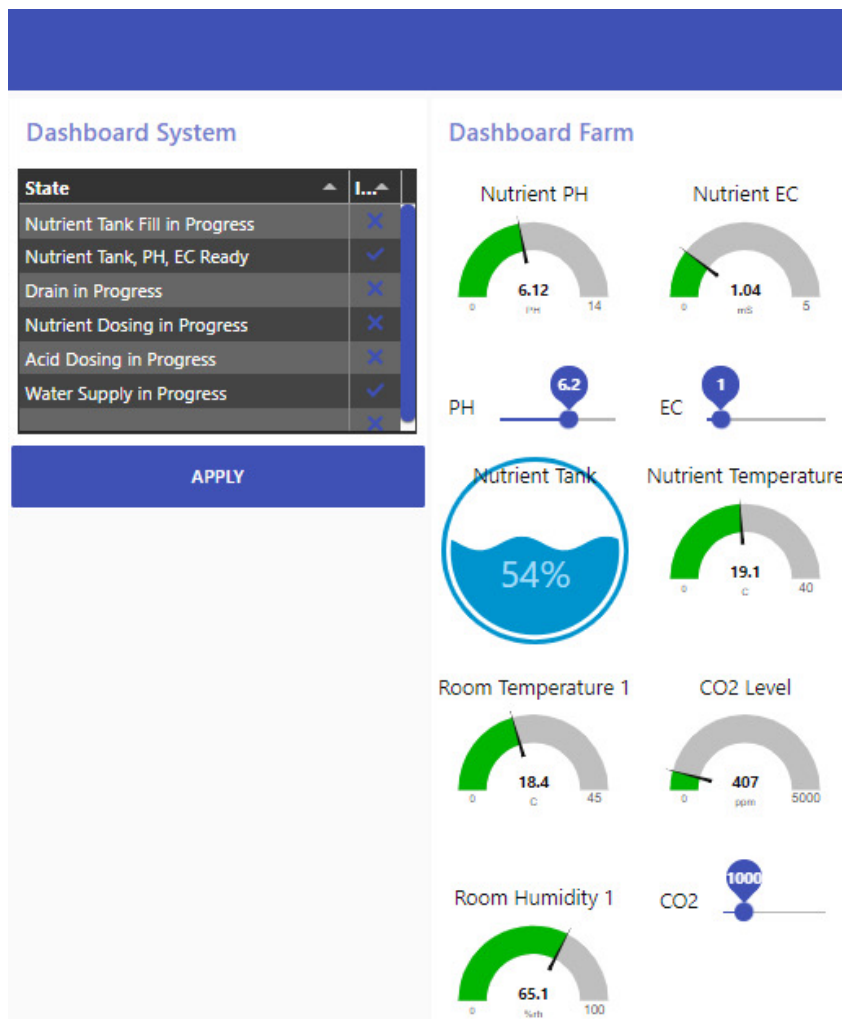 Dashboard System
State
I...
Nutrient Tank Fill in Progress
Nutrient Tank, PH, EC Ready
Drain in Progress
Nutrient Dosing in Progress
Acid Dosing in Progress
Water Supply in Progress
APPLY
Dashboard Farm
Nutrient PH
6.12
PH
0
14
Nutrient EC
1.04
mS
0
5
PH
6.2
EC
1
Nutrient Tank
54%
Nutrient Temperature
19.1
C
0
40
Room Temperature 1
18.4
C
0
45
CO2 Level
407
ppm
0
5000
Room Humidity 1
65.1
%rh
0
100
CO2
1000